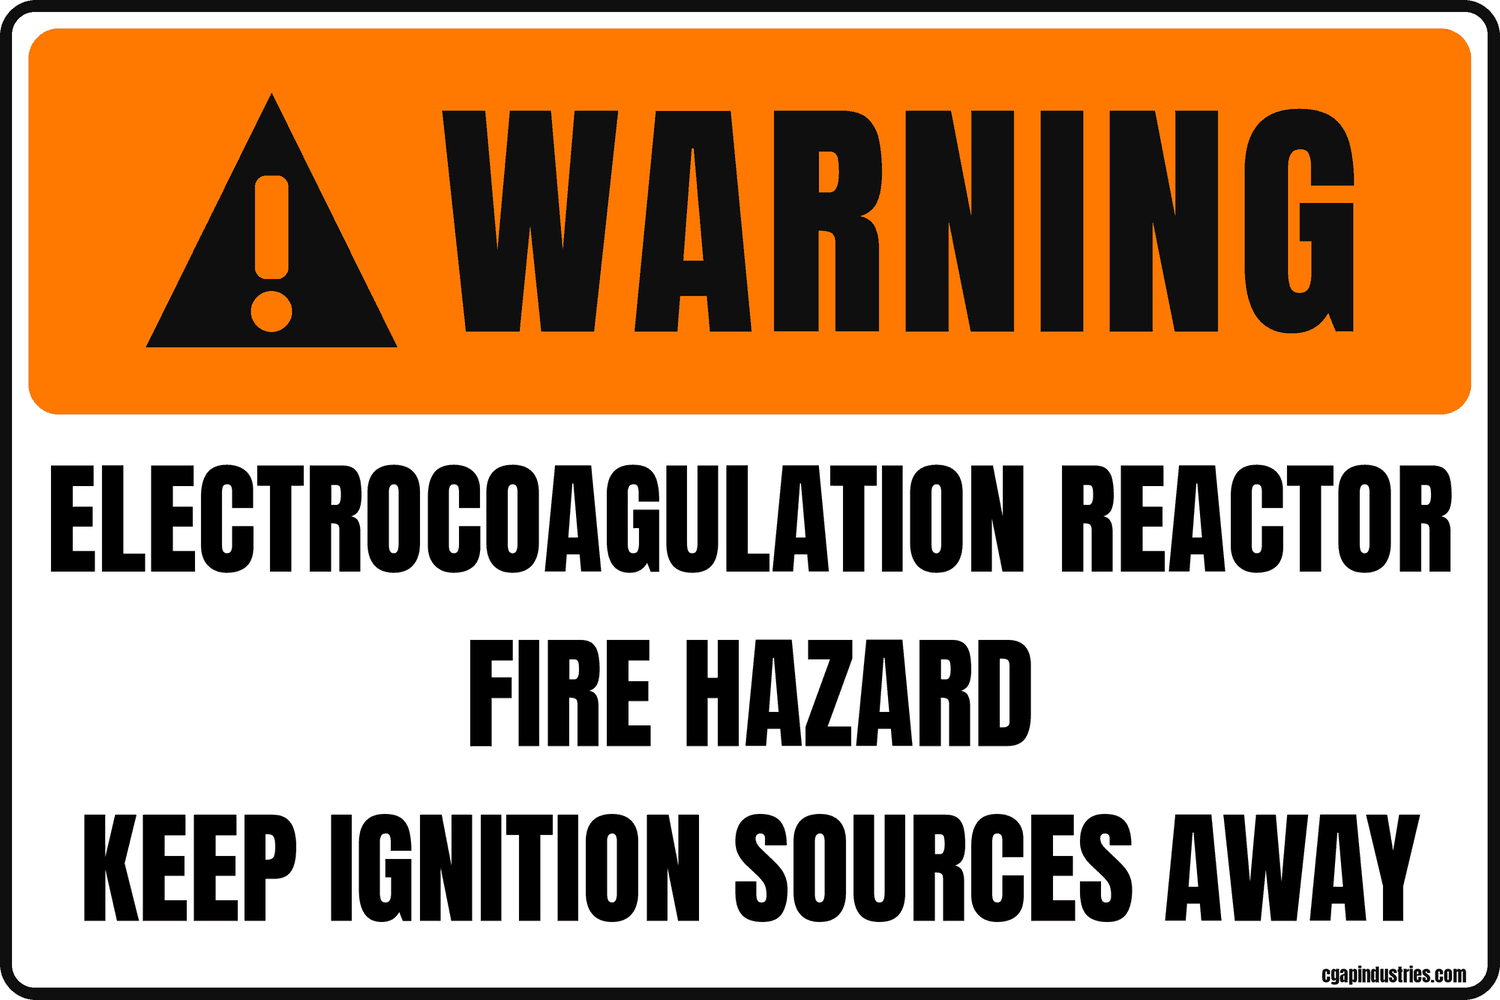 WARNING
ELECTROCOAGULATION REACTOR
FIRE HAZARD
KEEP IGNITION SOURCES AWAY
cgapindustries.com